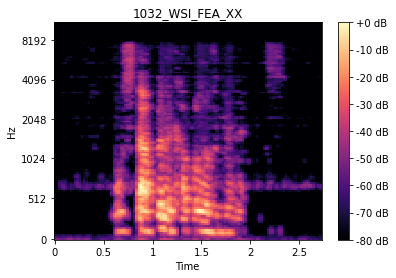 1032_WSI_FEA_XX
+0 dB
8192
-10 dB
4096
-20 dB
-30 dB
2048
Hz
-40 dB
1024
-50 dB
512
-60 dB
-70 dB
0
-80 dB
0
0.5
1
1.5
2
2.5
Time